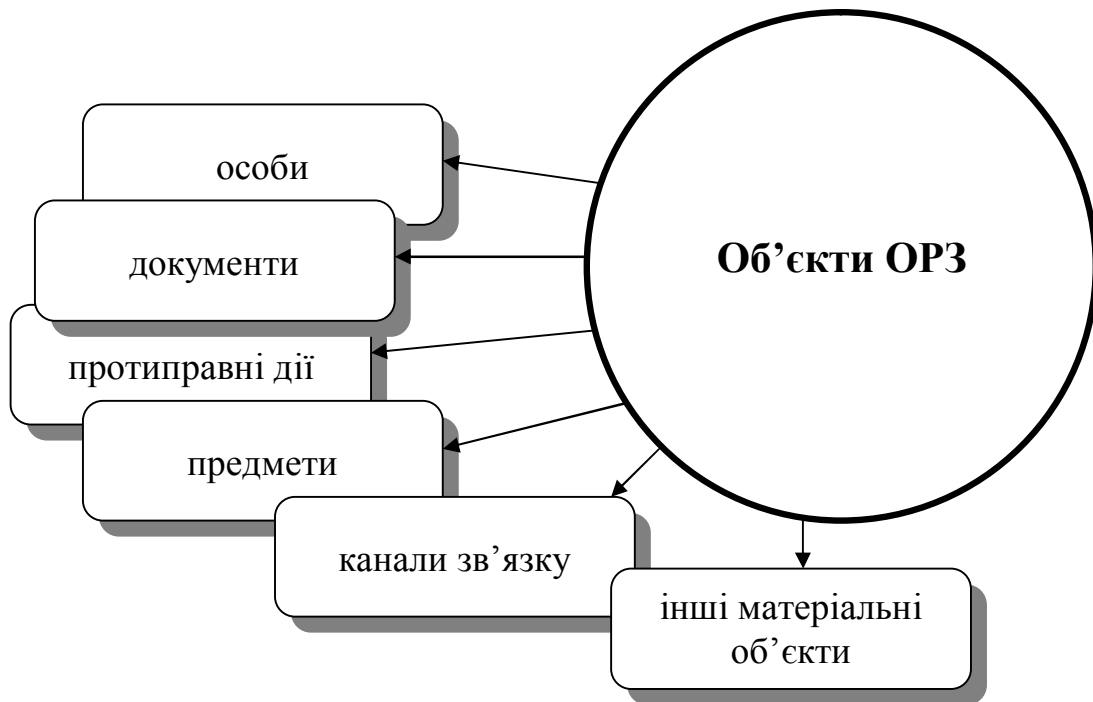 особи
документи
протиправні дії
предмети
канали зв’язку
інші матеріальні
об’єкти
Об’єкти ОРЗ